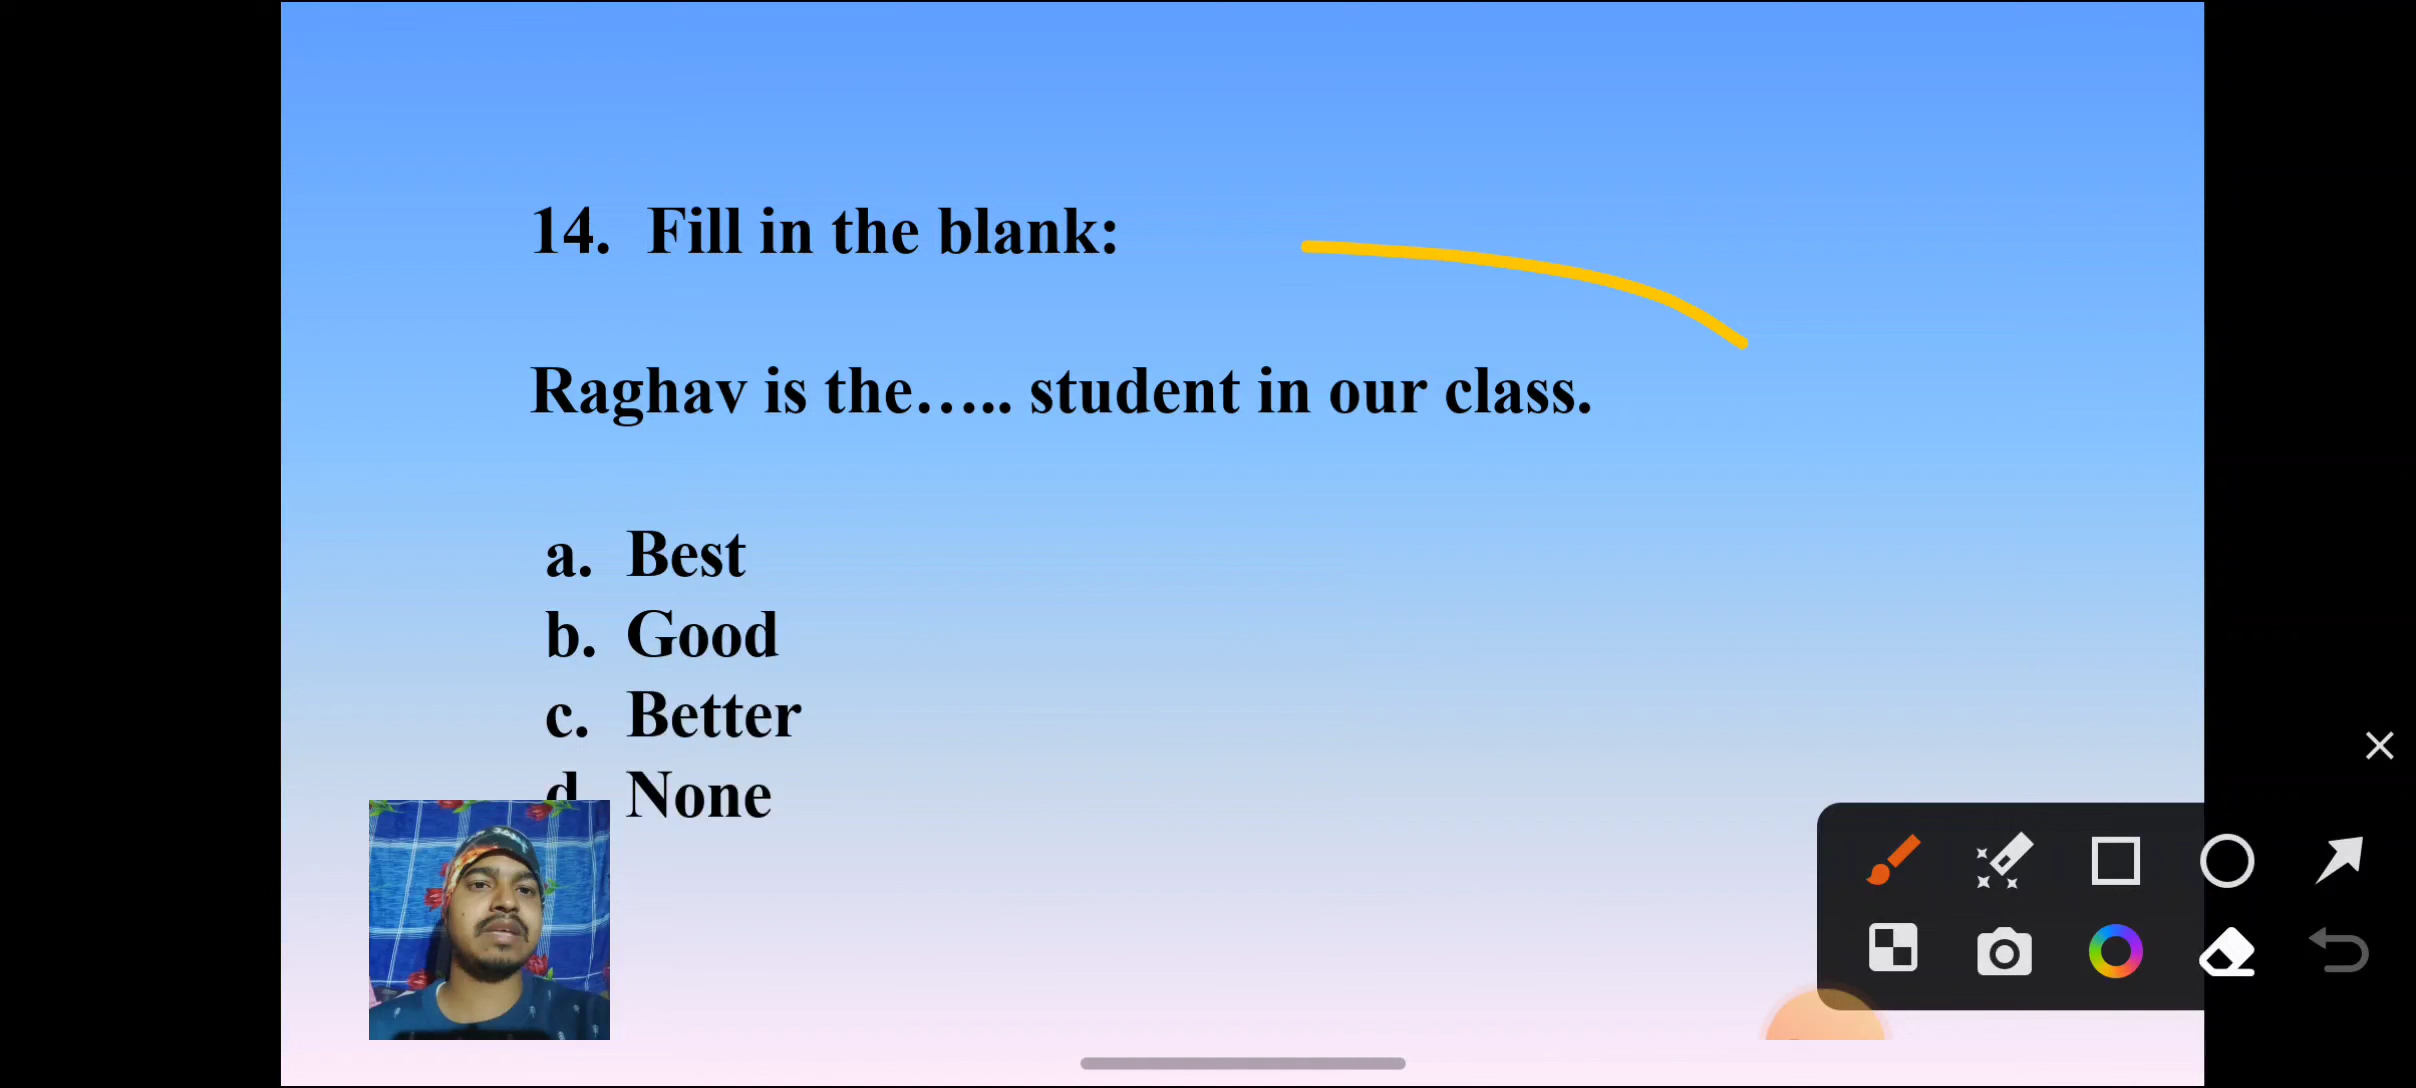 14. Fill in the blank:
Raghav is the….. student in our class.
a. Best
b. Good
c. Better
d. None